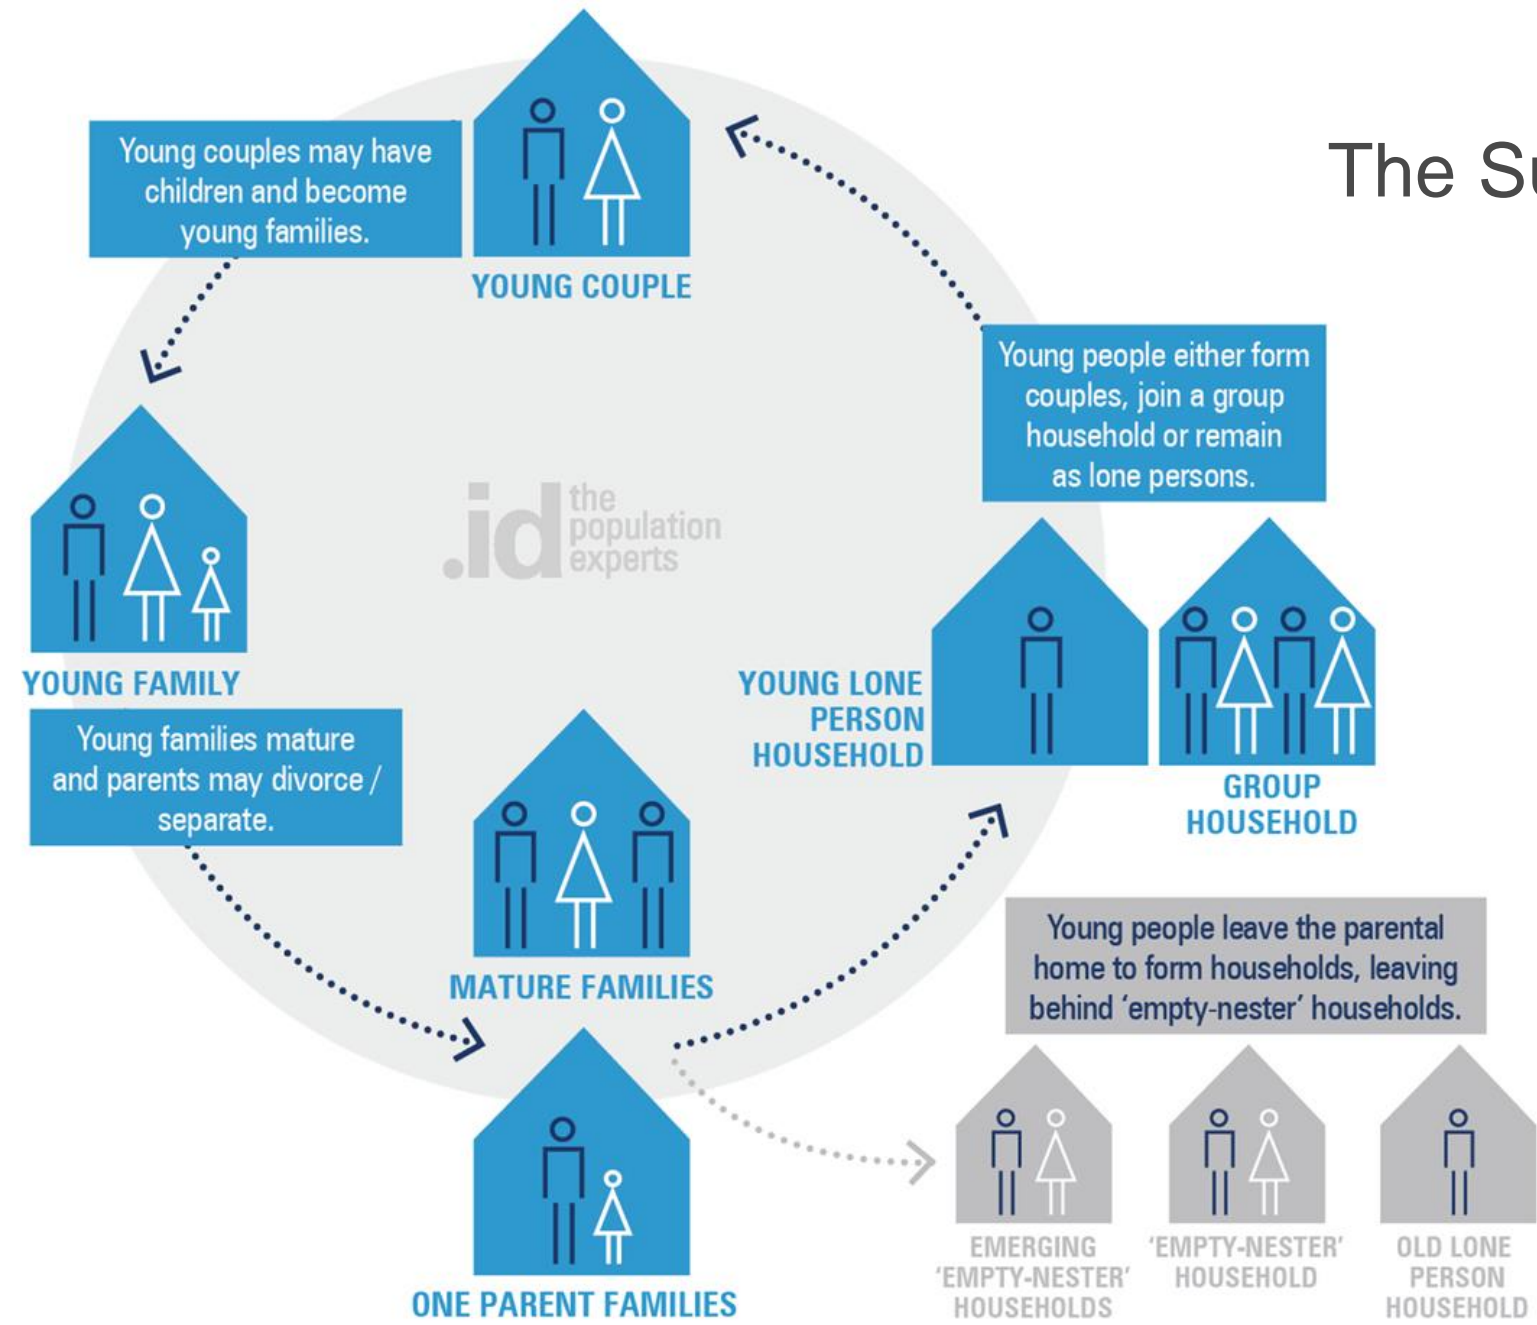 The Su
Young couples may have
children and become
young families.
YOUNG COUPLE
Young people either form
couples, join a group
household or remain
as lone persons.
.id the
population
experts
YOUNG FAMILY
YOUNG LONE
PERSON
HOUSEHOLD
GROUP
HOUSEHOLD
Young families mature
and parents may divorce /
separate.
MATURE FAMILIES
Young people leave the parental
home to form households, leaving
behind ‘empty-nester’ households.
ONE PARENT FAMILIES
EMERGING
‘EMPTY-NESTER’
HOUSEHOLDS
‘EMPTY-NESTER’
HOUSEHOLD
OLD LONE
PERSON
HOUSEHOLD